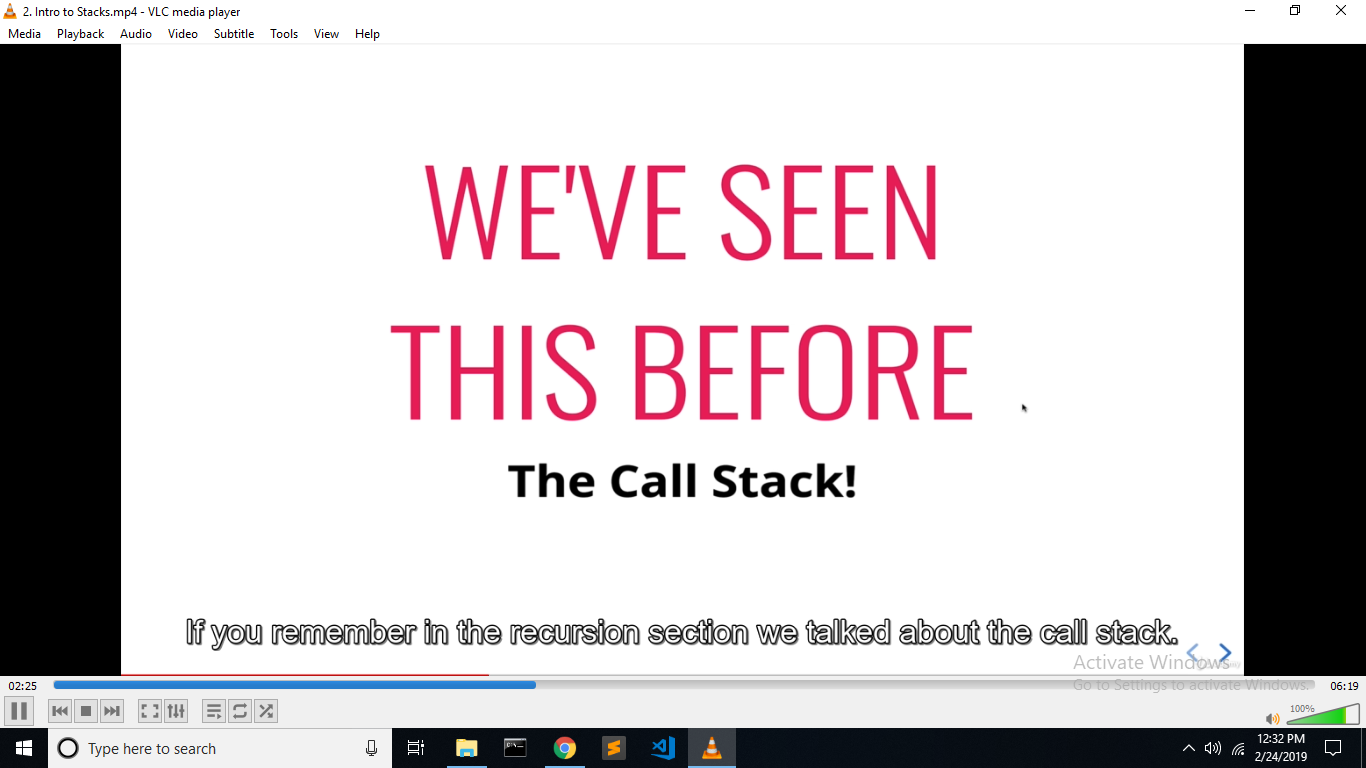 2. Intro to Stacks.mp4 - VLC media player
Media Playback Audio Video Subtitle Tools View Help
WE'VE SEEN
THIS BEFORE
The Call Stack!
If you remember in the recursion section we talked about the call stack.
Activate Windows
Go to Settings to activate Windows.
02:25
06:19
100%
Type here to search
12:32 PM
2/24/2019